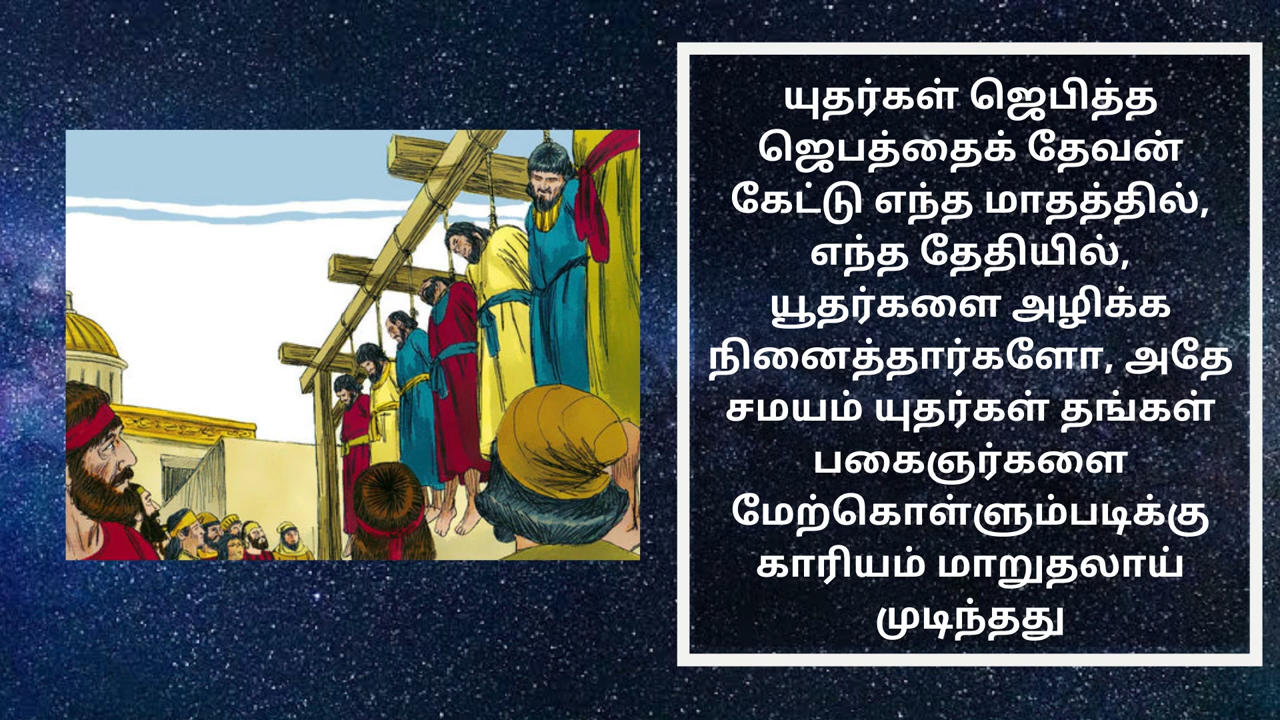 யுதர்கள் ஜெபித்த
ஜெபத்தைக் தேவன்
கேட்டு எந்த மாதத்தில்,
எந்த தேதியில்,
யூதர்களை அழிக்க
நினைத்தார்களோ, அதே
சமயம் யுதர்கள் தங்கள்
பகைஞர்களை
மேற்கொள்ளும்படிக்கு
காரியம் மாறுதலாய்
முடிந்தது